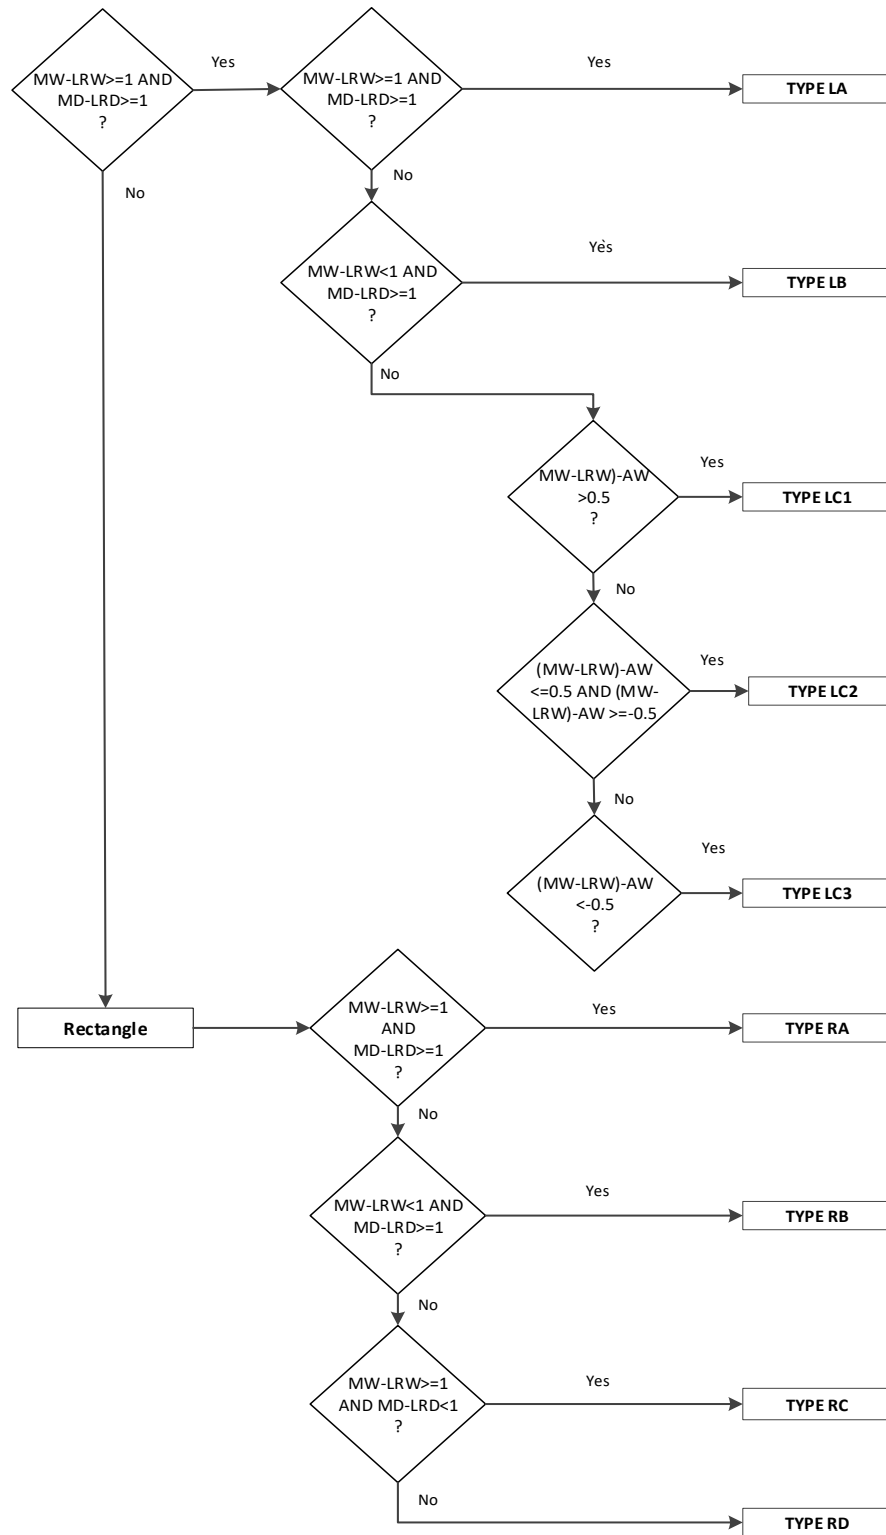 MW-LRW>=1 AND
MD-LRD>=1
?
Yes
No
MW-LRW>=1 AND
MD-LRD>=1
?
Yes
TYPE LA
No
MW-LRW<1 AND
MD-LRD>=1
?
Yes
TYPE LB
No
MW-LRW)-AW
>0.5
?
Yes
TYPE LC1
No
(MW-LRW)-AW
<=0.5 AND (MW-
LRW)-AW >=-0.5
Yes
TYPE LC2
No
(MW-LRW)-AW
<-0.5
?
Yes
TYPE LC3
Rectangle
MW-LRW>=1
AND
MD-LRD>=1
?
Yes
TYPE RA
No
MW-LRW<1 AND
MD-LRD>=1
?
Yes
TYPE RB
No
MW-LRW>=1
AND MD-LRD<1
?
Yes
TYPE RC
No
TYPE RD